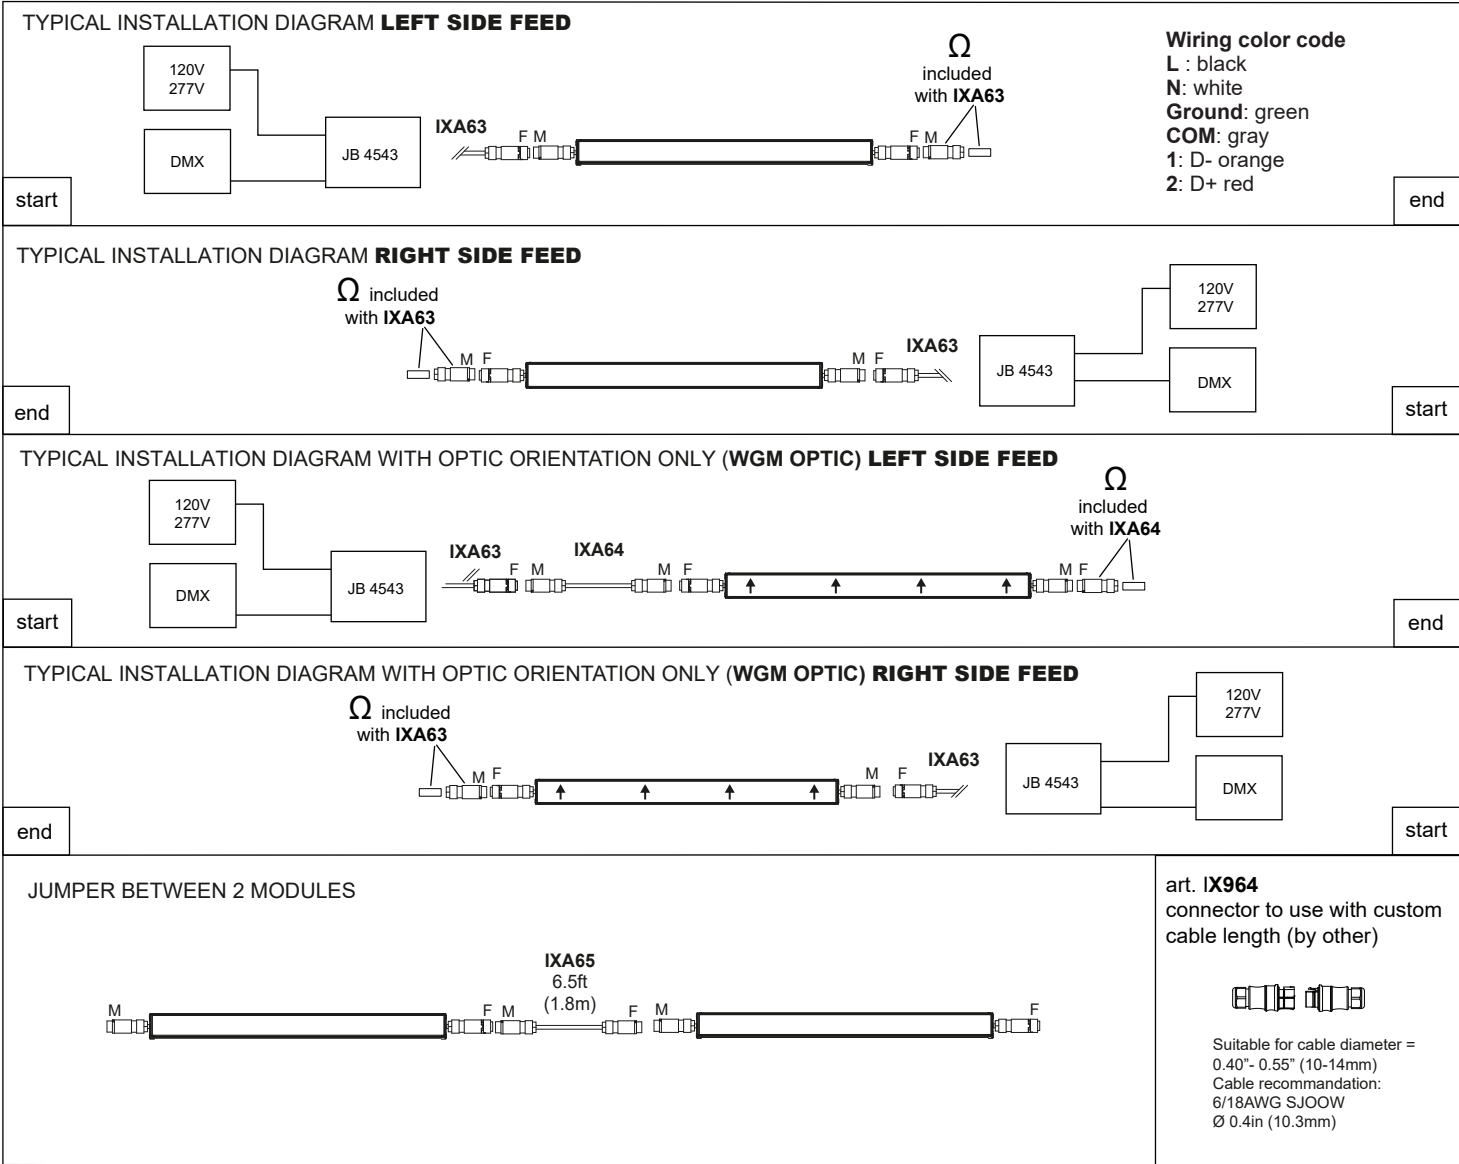 TYPICAL INSTALLATION DIAGRAM LEFT SIDE FEED
120V
277V
DMX
JB 4543
IXA63
F M
F M
Ω
included
with IXA63
Wiring color code
L : black
N: white
Ground: green
COM: gray
1: D- orange
2: D+ red
start
end
TYPICAL INSTALLATION DIAGRAM RIGHT SIDE FEED
Ω included
with IXA63
M F
M F
IXA63
JB 4543
120V
277V
DMX
end
start
TYPICAL INSTALLATION DIAGRAM WITH OPTIC ORIENTATION ONLY (WGM OPTIC) LEFT SIDE FEED
120V
277V
DMX
JB 4543
IXA63
F M
IXA64
M F
M F
Ω
included
with IXA64
start
end
TYPICAL INSTALLATION DIAGRAM WITH OPTIC ORIENTATION ONLY (WGM OPTIC) RIGHT SIDE FEED
Ω included
with IXA63
M F
M F
IXA63
JB 4543
120V
277V
DMX
end
start
JUMPER BETWEEN 2 MODULES
M
F M
IXA65
6.5ft
(1.8m)
F M
F
art. IX964
connector to use with custom
cable length (by other)
Suitable for cable diameter =
0.40”- 0.55” (10-14mm)
Cable recommandation:
6/18AWG SJOOW
Ø 0.4in (10.3mm)